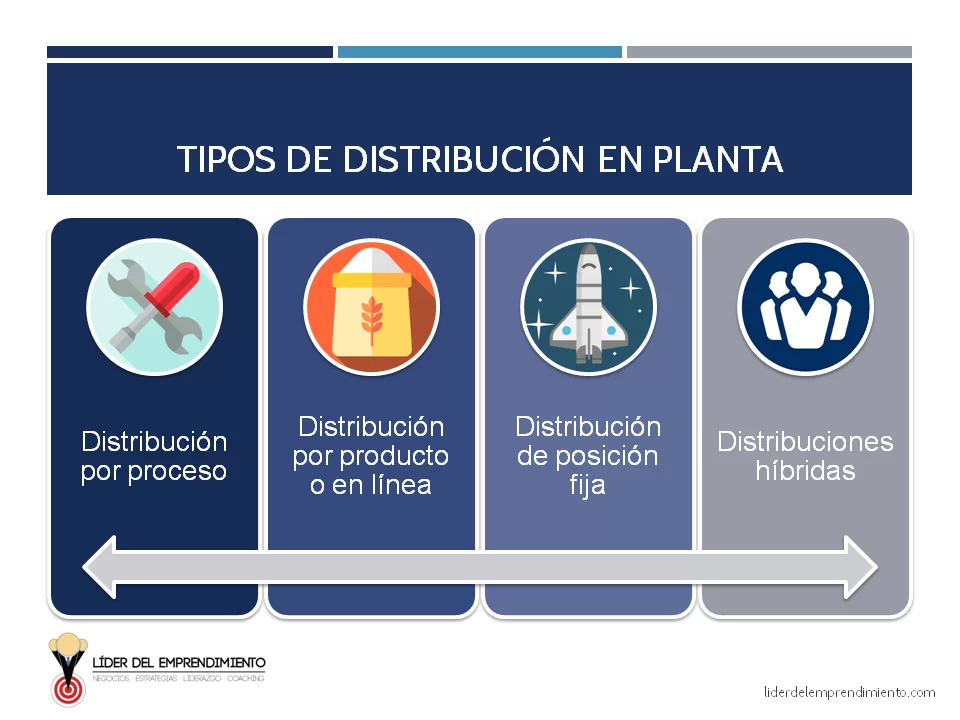 TIPOS DE DISTRIBUCIÓN EN PLANTA
Distribución
por proceso
Distribución
por producto
o en línea
Distribución
de posición
fija
Distribuciones
híbridas
LÍDER DEL EMPRENDIMIENTO
NEGOCIOS · ESTRATEGIAS · LIDERAZGO · COACHING
liderdelemprendimiento.com